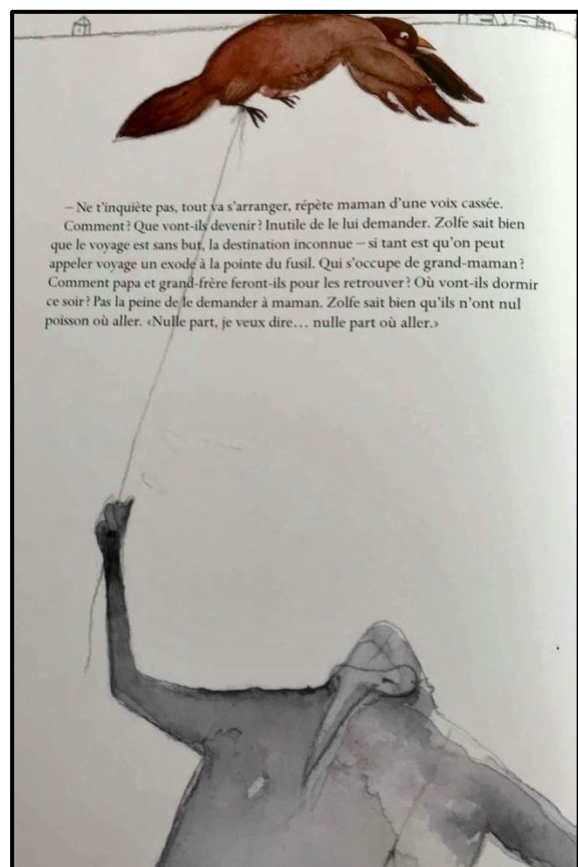 – Ne t'inquiète pas, tout va s'arranger, répète maman d'une voix cassée.
Comment ? Que vont-ils devenir ? Inutile de le lui demander. Zolfe sait bien
que le voyage est sans but, la destination inconnue – si tant est qu'on peut
appeler voyage un exode à la pointe du fusil. Qui s'occupe de grand-maman ?
Comment papa et grand-frère feront-ils pour les retrouver ? Où vont-ils dormir
ce soir ? Pas la peine de le demander à maman. Zolfe sait bien qu'ils n'ont nul
poisson où aller. «Nulle part, je veux dire… nulle part où aller.»